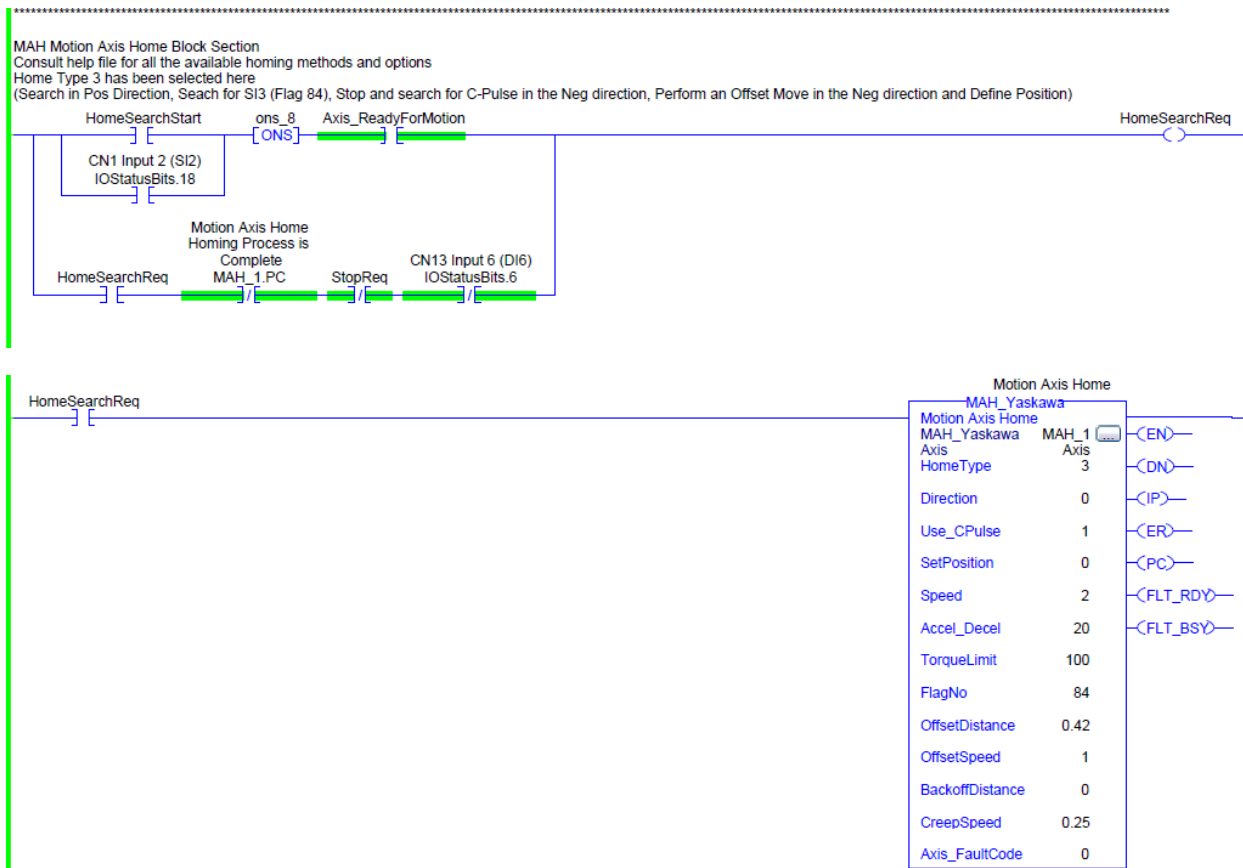 ****************************************************************************************************************************************************************
MAH Motion Axis Home Block Section
Consult help file for all the available homing methods and options
Home Type 3 has been selected here
(Search in Pos Direction, Seach for SI3 (Flag 84), Stop and search for C-Pulse in the Neg direction, Perform an Offset Move in the Neg direction and Define Position)
HomeSearchStart ons_8 Axis_ReadyForMotion HomeSearchReq
ONS
CN1 Input 2 (SI2)
IOStatusBits.18
Motion Axis Home
Homing Process is
Complete CN13 Input 6 (DI6)
HomeSearchReq MAH_1.PC StopReq IOStatusBits.6
Motion Axis Home
HomeSearchReq MAH_Yaskawa
Motion Axis Home
MAH_Yaskawa MAH_1 ... EN
Axis Axis
HomeType 3 DN
Direction 0 IP
Use_CPulse 1 ER
SetPosition 0 PC
Speed 2 FLT_RDY
Accel_Decel 20 FLT_BSY
TorqueLimit 100
FlagNo 84
OffsetDistance 0.42
OffsetSpeed 1
BackoffDistance 0
CreepSpeed 0.25
Axis_FaultCode 0